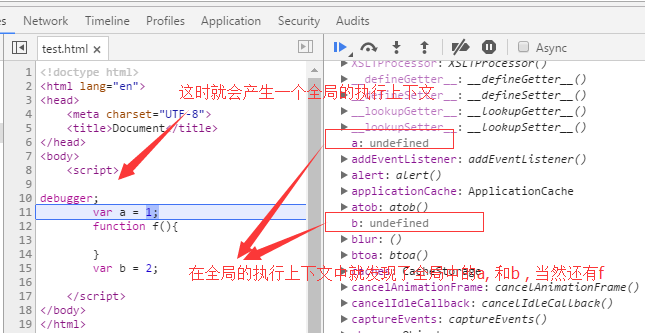 Network Timeline Profiles Application Security Audits
test.html × Async
1 <!doctype html>
2 <html lang="en">
3 <head>
4 <meta charset="UTF-8">
5 <title>Document</title>
6 </head>
7 <body>
8 <script>
9
10 debugger;
11 var a = 1;
12 function f(){
13
14 }
15 var b = 2;
16
17 </script>
18 </body>
19 </html>
这时就会产生一个全局的执行上下文
在全局的执行上下文中就发现了全局中的a, 和b , 当然还有f
XSLTProcessor: XSLTProcessor()
__defineGetter__: __defineGetter__()
__defineSetter__: __defineSetter__()
__lookupGetter__: __lookupGetter__()
__lookupSetter__: __lookupSetter__()
a: undefined
addEventListener: addEventListener()
alert: alert()
applicationCache: ApplicationCache
atob: atob()
b: undefined
blur: ()
btoa: btoa()
CacheStorage
cancelAnimationFrame: cancelAnimationFrame()
cancelIdleCallback: cancelIdleCallback()
captureEvents: captureEvents()